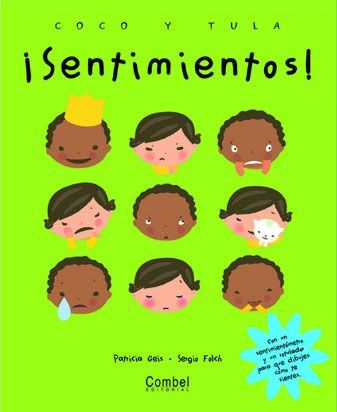 COCO Y TULA
¡Sentimientos!
Con un
sentimientómetro
y un rotulador
para que dibujes
cómo te
sientes.
Patricia Geis • Sergio Folch
Combel
EDITORIAL